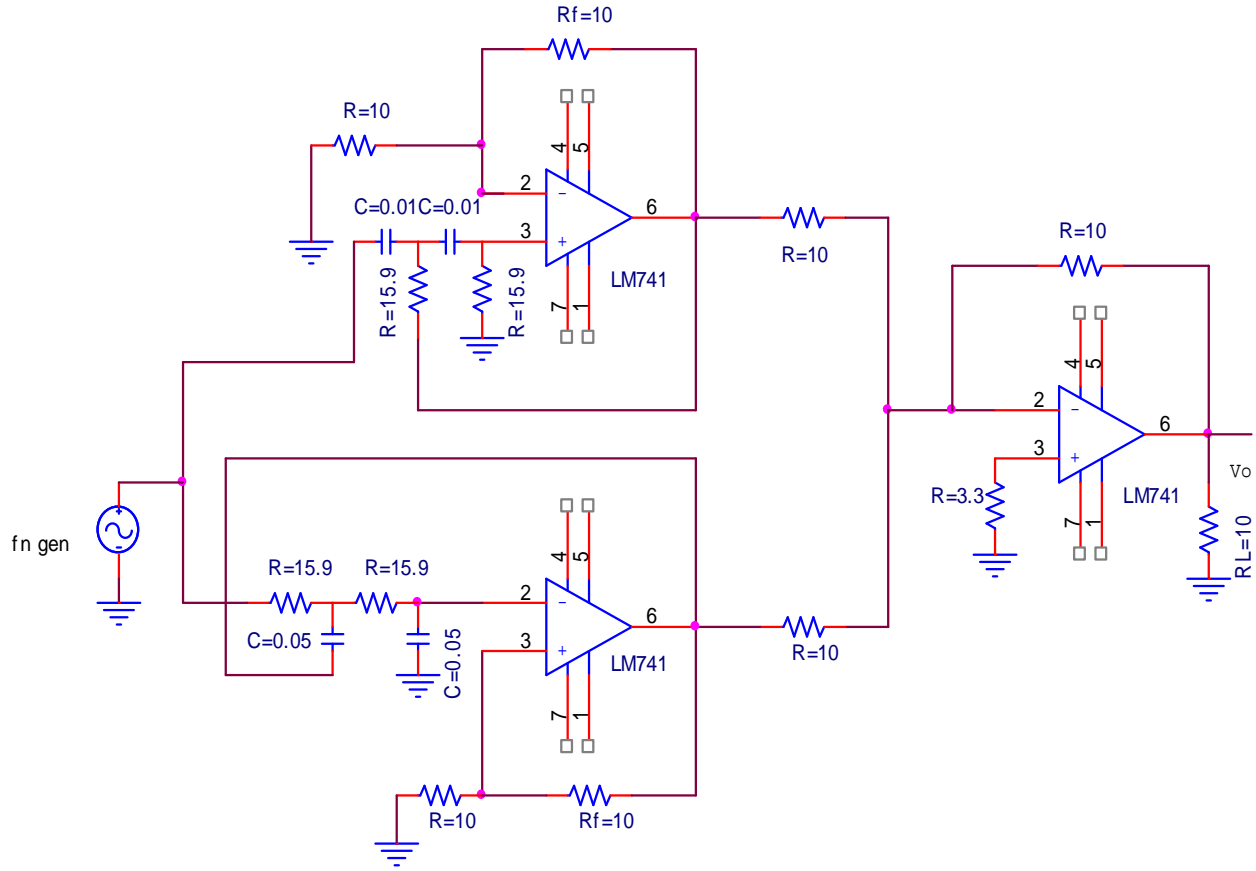 Rf=10
R=10
4
5
2
−
C=0.01
C=0.01
6
3
+
R=10
LM741
R=15.9
R=15.9
7
1
R=10
4
5
2
−
6
3
+
Vo
R=3.3
LM741
7
1
RL=10
fn gen
4
5
R=15.9
R=15.9
2
−
6
C=0.05
C=0.05
3
+
R=10
LM741
7
1
R=10
Rf=10